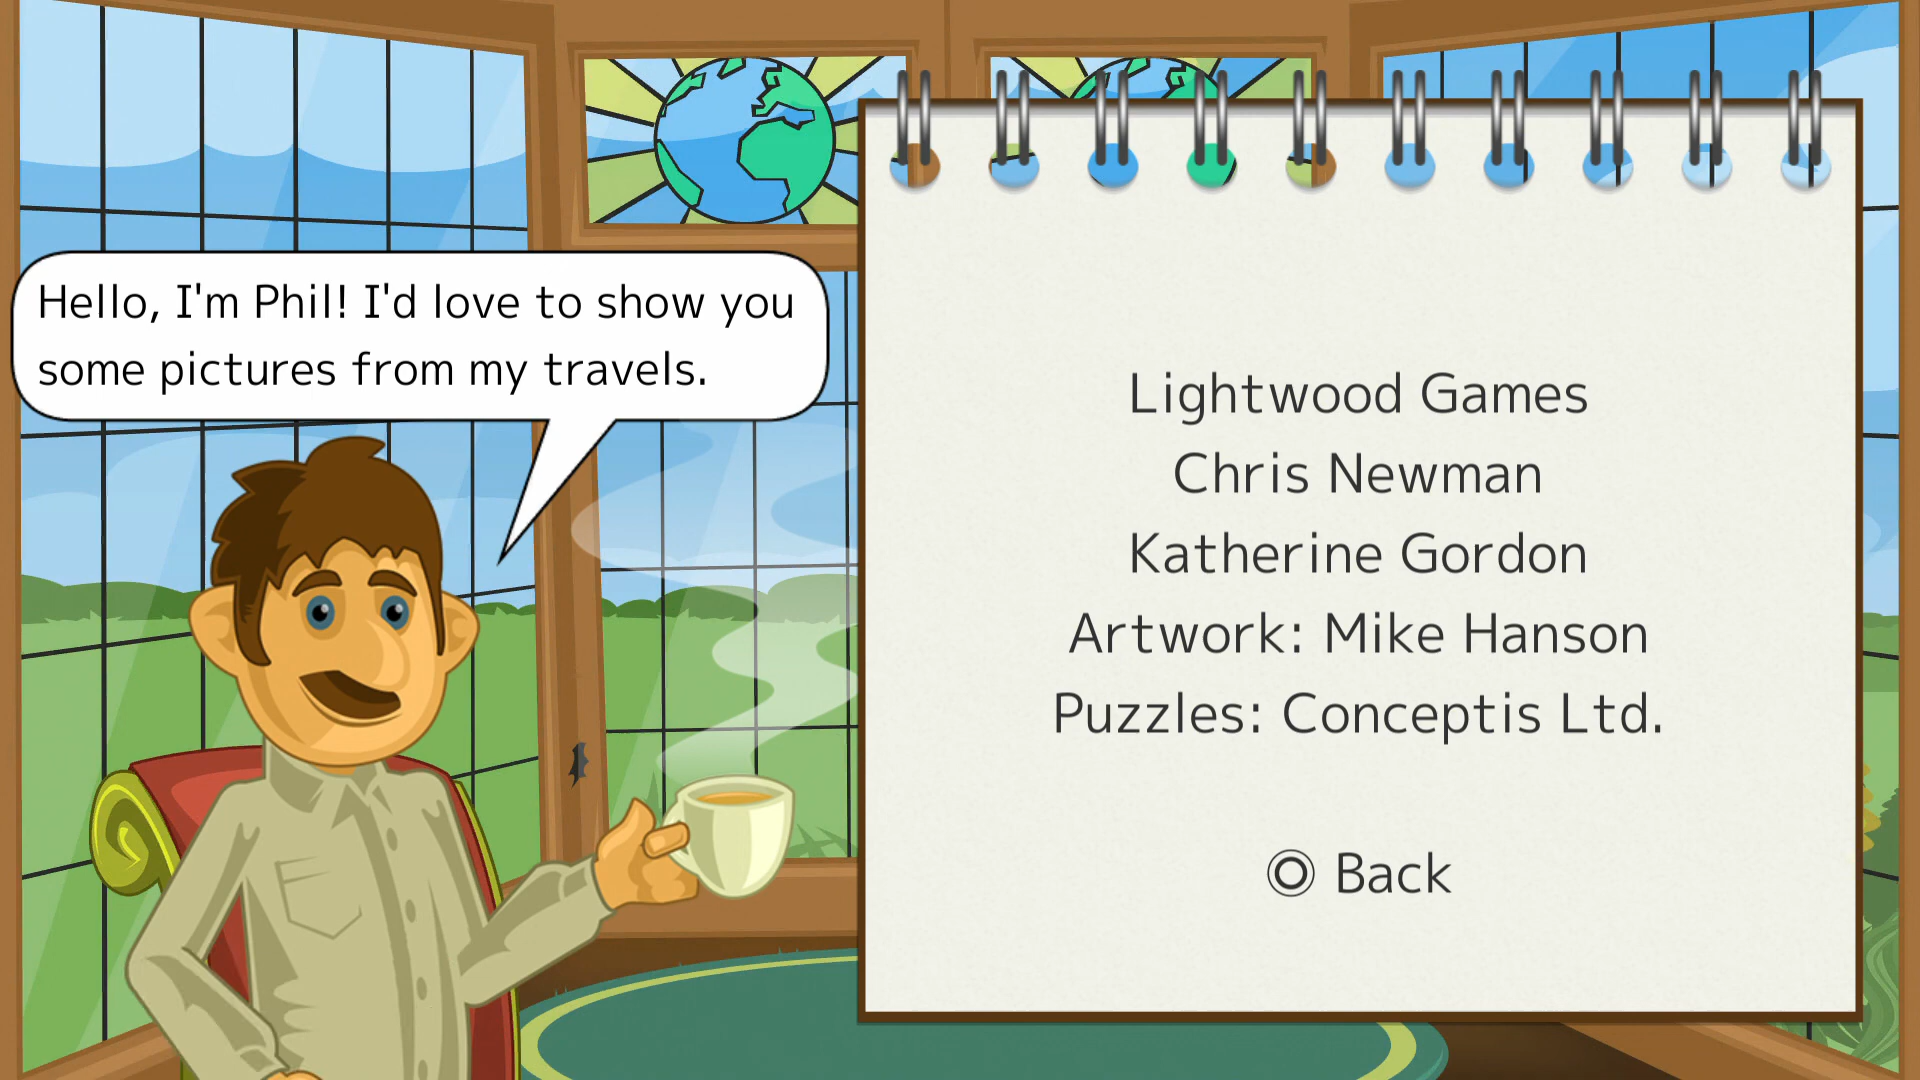 Hello, I'm Phil! I'd love to show you
some pictures from my travels.
Lightwood Games
Chris Newman
Katherine Gordon
Artwork: Mike Hanson
Puzzles: Conceptis Ltd.
Back